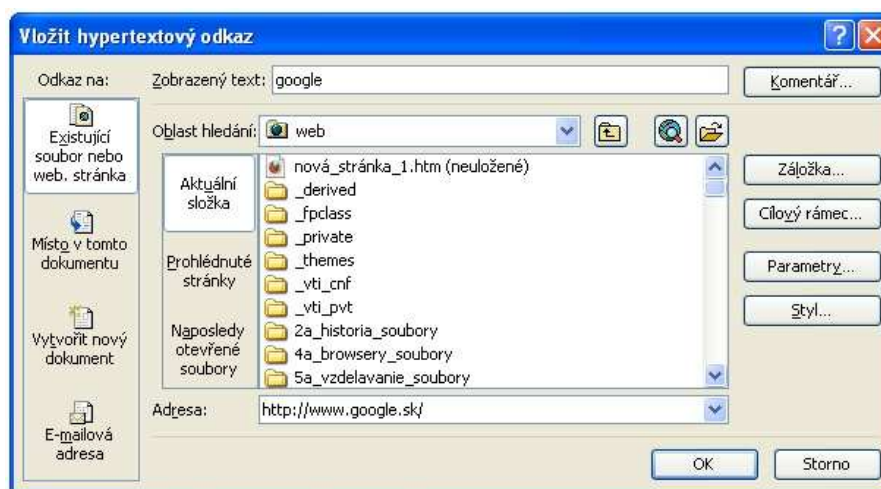 Vložit hypertextový odkaz
Odkaz na:
Zobrazený text: google
Komentář...
Existující
soubor nebo
web. stránka
Místo v tomto
dokumentu
Vytvořit nový
dokument
E-mailová
adresa
Oblast hledání: web
Aktuální
složka
Prohlédnuté
stránky
Naposledy
otevřené
soubory
nová_stránka_1.htm (neuložené)
_derived
_fpclass
_private
_themes
_vti_cnf
_vti_pvt
2a_historia_soubory
4a_browsery_soubory
5a_vzdelavanie_soubory
Záložka...
Cílový rámec...
Parametry...
Styl...
Adresa: http://www.google.sk/
OK
Storno